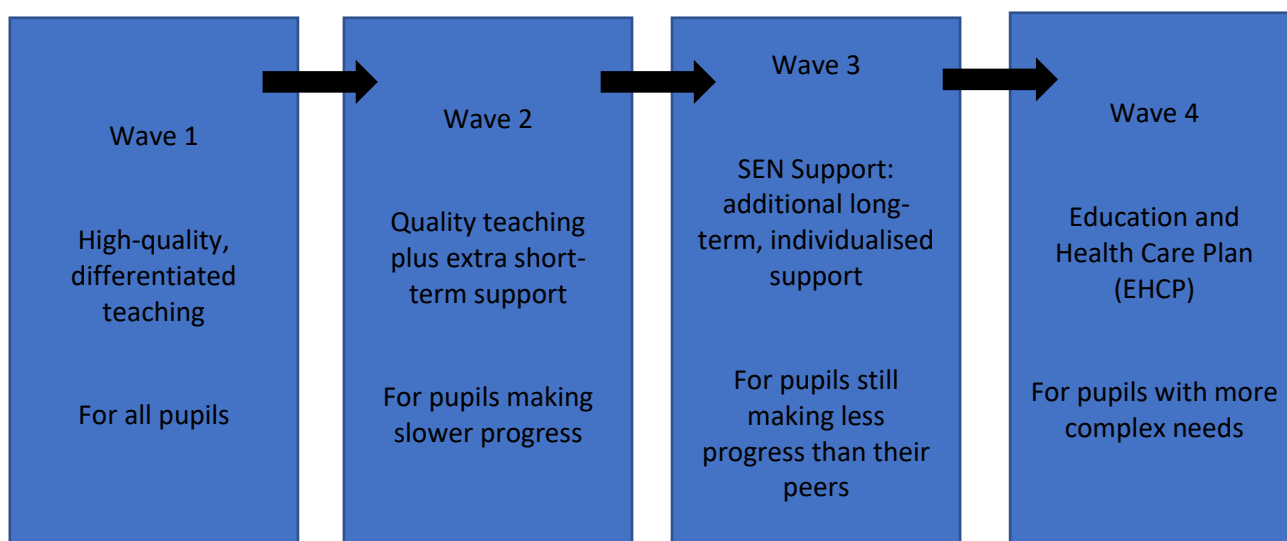 Wave 1
High-quality,
differentiated
teaching
For all pupils
Wave 2
Quality teaching
plus extra short-
term support
For pupils making
slower progress
Wave 3
SEN Support:
additional long-
term, individualised
support
For pupils still
making less
progress than their
peers
Wave 4
Education and
Health Care Plan
(EHCP)
For pupils with more
complex needs